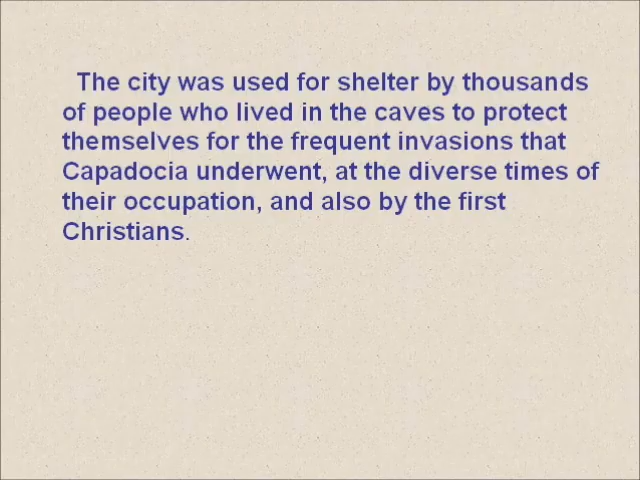 The city was used for shelter by thousands
of people who lived in the caves to protect
themselves for the frequent invasions that
Capadocia underwent, at the diverse times of
their occupation, and also by the first
Christians.